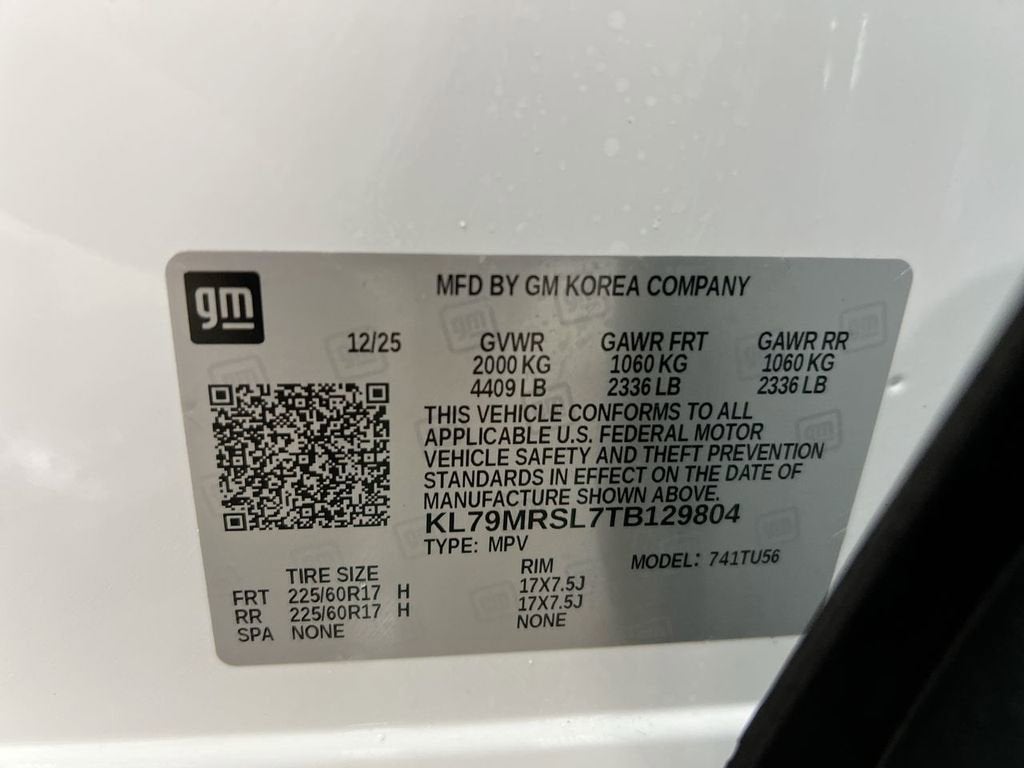 gm
MFD BY GM KOREA COMPANY
12/25 GVWR GAWR FRT GAWR RR
2000 KG 1060 KG 1060 KG
4409 LB 2336 LB 2336 LB
THIS VEHICLE CONFORMS TO ALL
APPLICABLE U.S. FEDERAL MOTOR
VEHICLE SAFETY AND THEFT PREVENTION
STANDARDS IN EFFECT ON THE DATE OF
MANUFACTURE SHOWN ABOVE.
KL79MRSL7TB129804
TYPE: MPV
MODEL: 741TU56
TIRE SIZE RIM
FRT 225/60R17 H 17X7.5J
RR 225/60R17 H 17X7.5J
SPA NONE NONE